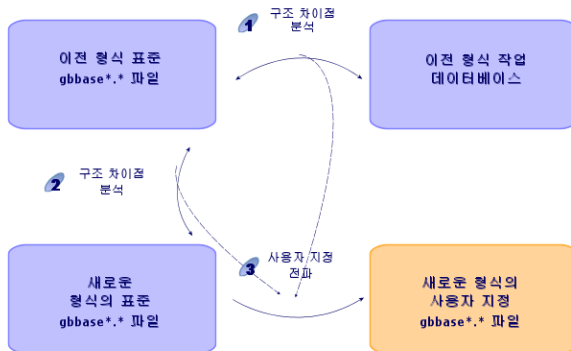 1
구조 차이점
분석
이전 형식 표준
gbbase*.* 파일
이전 형식 작업
데이터베이스
2
구조 차이점
분석
3
사용자 지정
전파
새로운
형식의 표준
gbbase*.* 파일
새로운 형식의
사용자 지정
gbbase*.* 파일